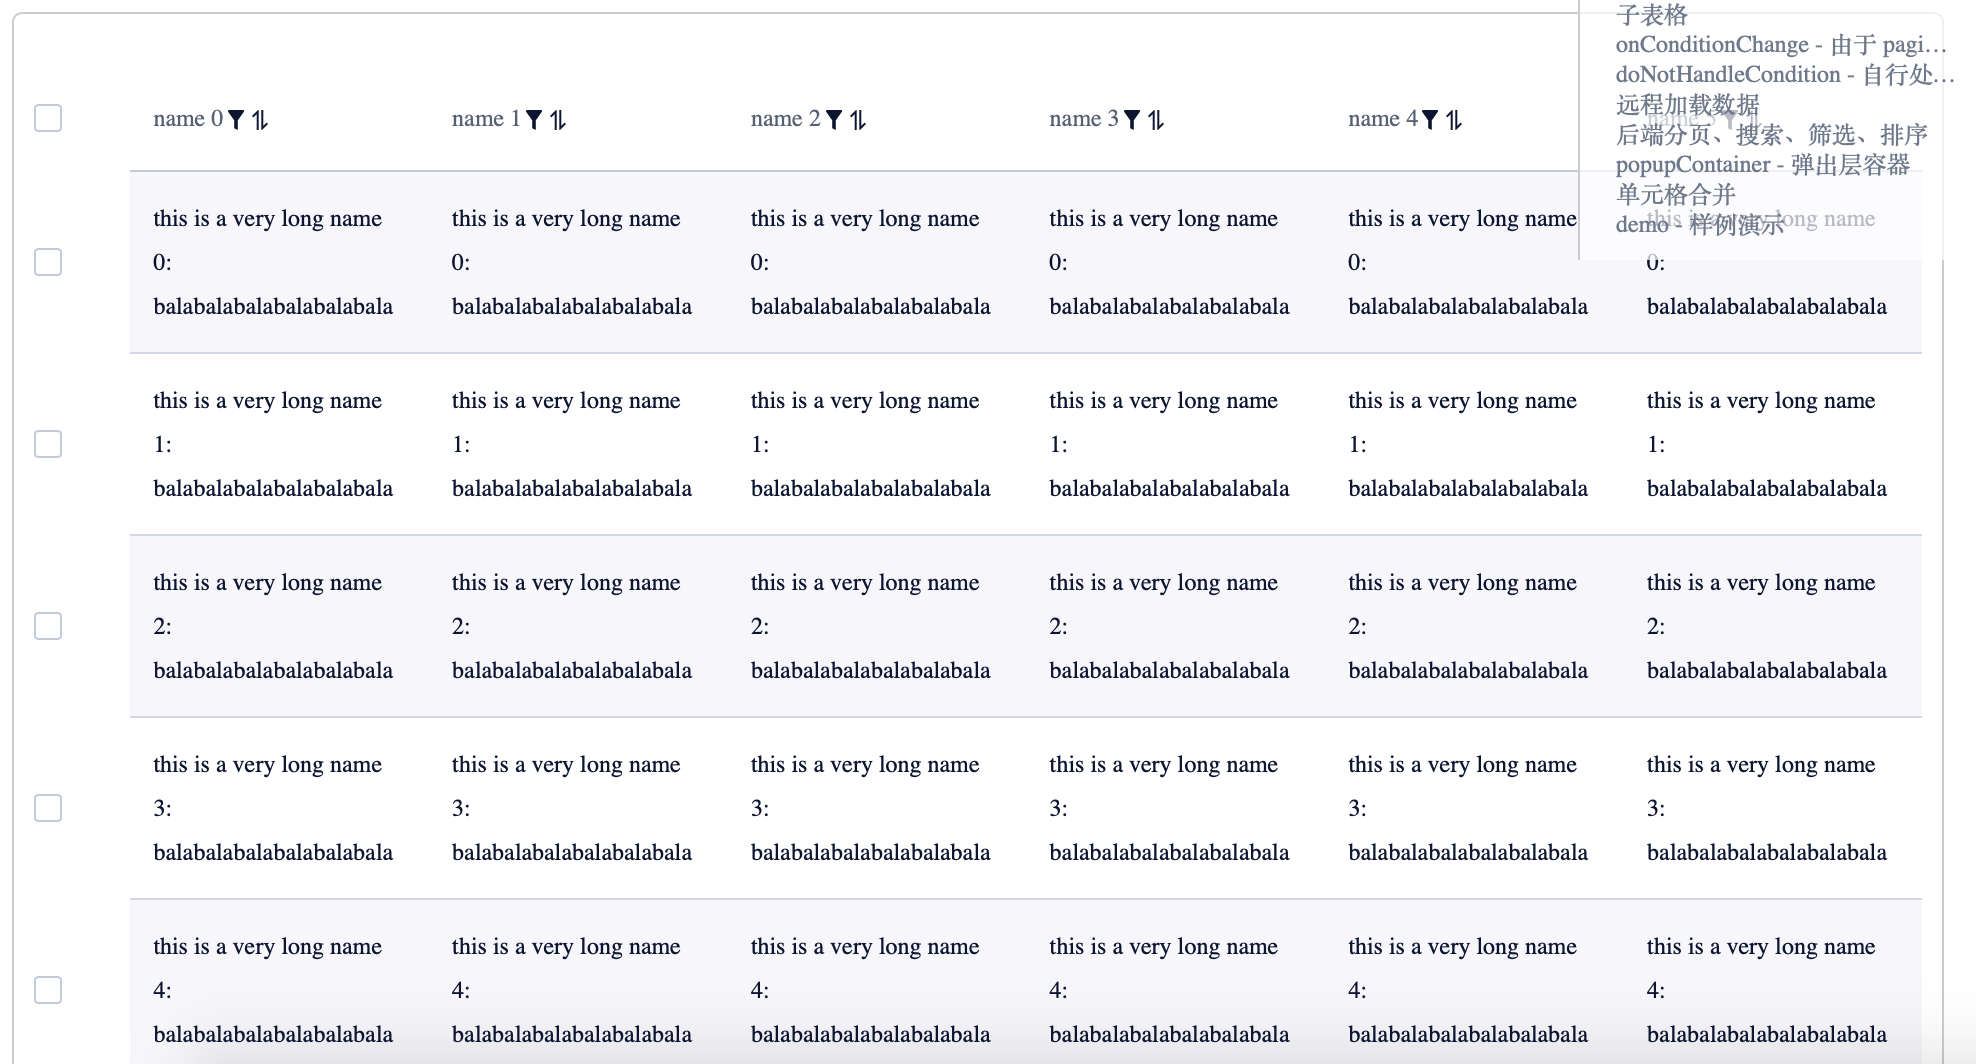 子表格
onConditionChange - 由于 pagi...
doNotHandleCondition - 自行处...
远程加载数据
后端分页、搜索、筛选、排序
popupContainer - 弹出层容器
单元格合并
demo - 样例演示
name 0 name 1 name 2 name 3 name 4 name 5
this is a very long name this is a very long name this is a very long name this is a very long name this is a very long name this is a very long name
0: 0: 0: 0: 0: 0:
balabalabalabalabalabala balabalabalabalabalabala balabalabalabalabalabala balabalabalabalabalabala balabalabalabalabalabala balabalabalabalabalabala
this is a very long name this is a very long name this is a very long name this is a very long name this is a very long name this is a very long name
1: 1: 1: 1: 1: 1:
balabalabalabalabalabala balabalabalabalabalabala balabalabalabalabalabala balabalabalabalabalabala balabalabalabalabalabala balabalabalabalabalabala
this is a very long name this is a very long name this is a very long name this is a very long name this is a very long name this is a very long name
2: 2: 2: 2: 2: 2:
balabalabalabalabalabala balabalabalabalabalabala balabalabalabalabalabala balabalabalabalabalabala balabalabalabalabalabala balabalabalabalabalabala
this is a very long name this is a very long name this is a very long name this is a very long name this is a very long name this is a very long name
3: 3: 3: 3: 3: 3:
balabalabalabalabalabala balabalabalabalabalabala balabalabalabalabalabala balabalabalabalabalabala balabalabalabalabalabala balabalabalabalabalabala
this is a very long name this is a very long name this is a very long name this is a very long name this is a very long name this is a very long name
4: 4: 4: 4: 4: 4:
balabalabalabalabalabala balabalabalabalabalabala balabalabalabalabalabala balabalabalabalabalabala balabalabalabalabalabala balabalabalabalabalabala